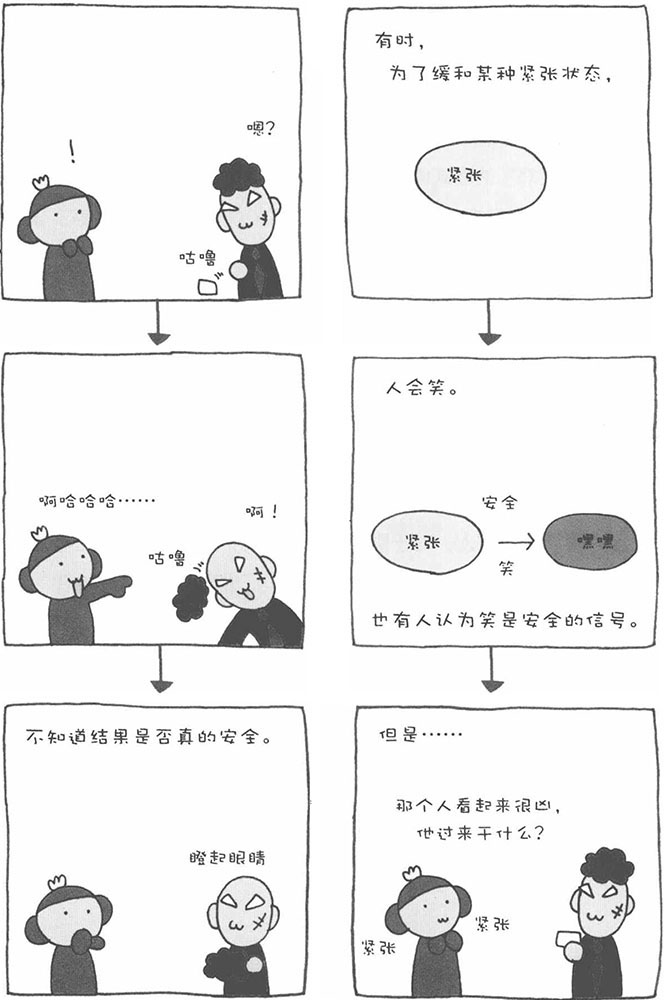 有时，
为了缓和某种紧张状态，
紧张
人会笑。
安全
紧张
嘿嘿
笑
也有人认为笑是安全的信号。
但是……
那个人看起来很凶，
他过来干什么？
紧张
紧张
！
嗯？
咕噜
啊哈哈哈……
啊！
咕噜
不知道结果是否真的安全。
瞪起眼睛